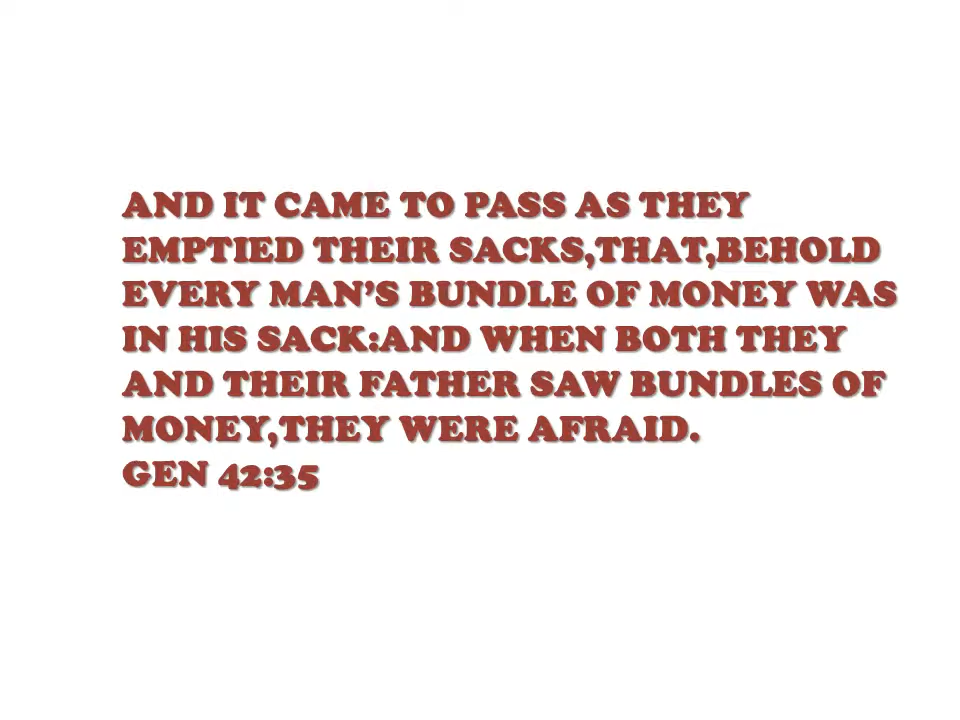 AND IT CAME TO PASS AS THEY
EMPTIED THEIR SACKS,THAT,BEHOLD
EVERY MAN’S BUNDLE OF MONEY WAS
IN HIS SACK:AND WHEN BOTH THEY
AND THEIR FATHER SAW BUNDLES OF
MONEY,THEY WERE AFRAID.
GEN 42:35